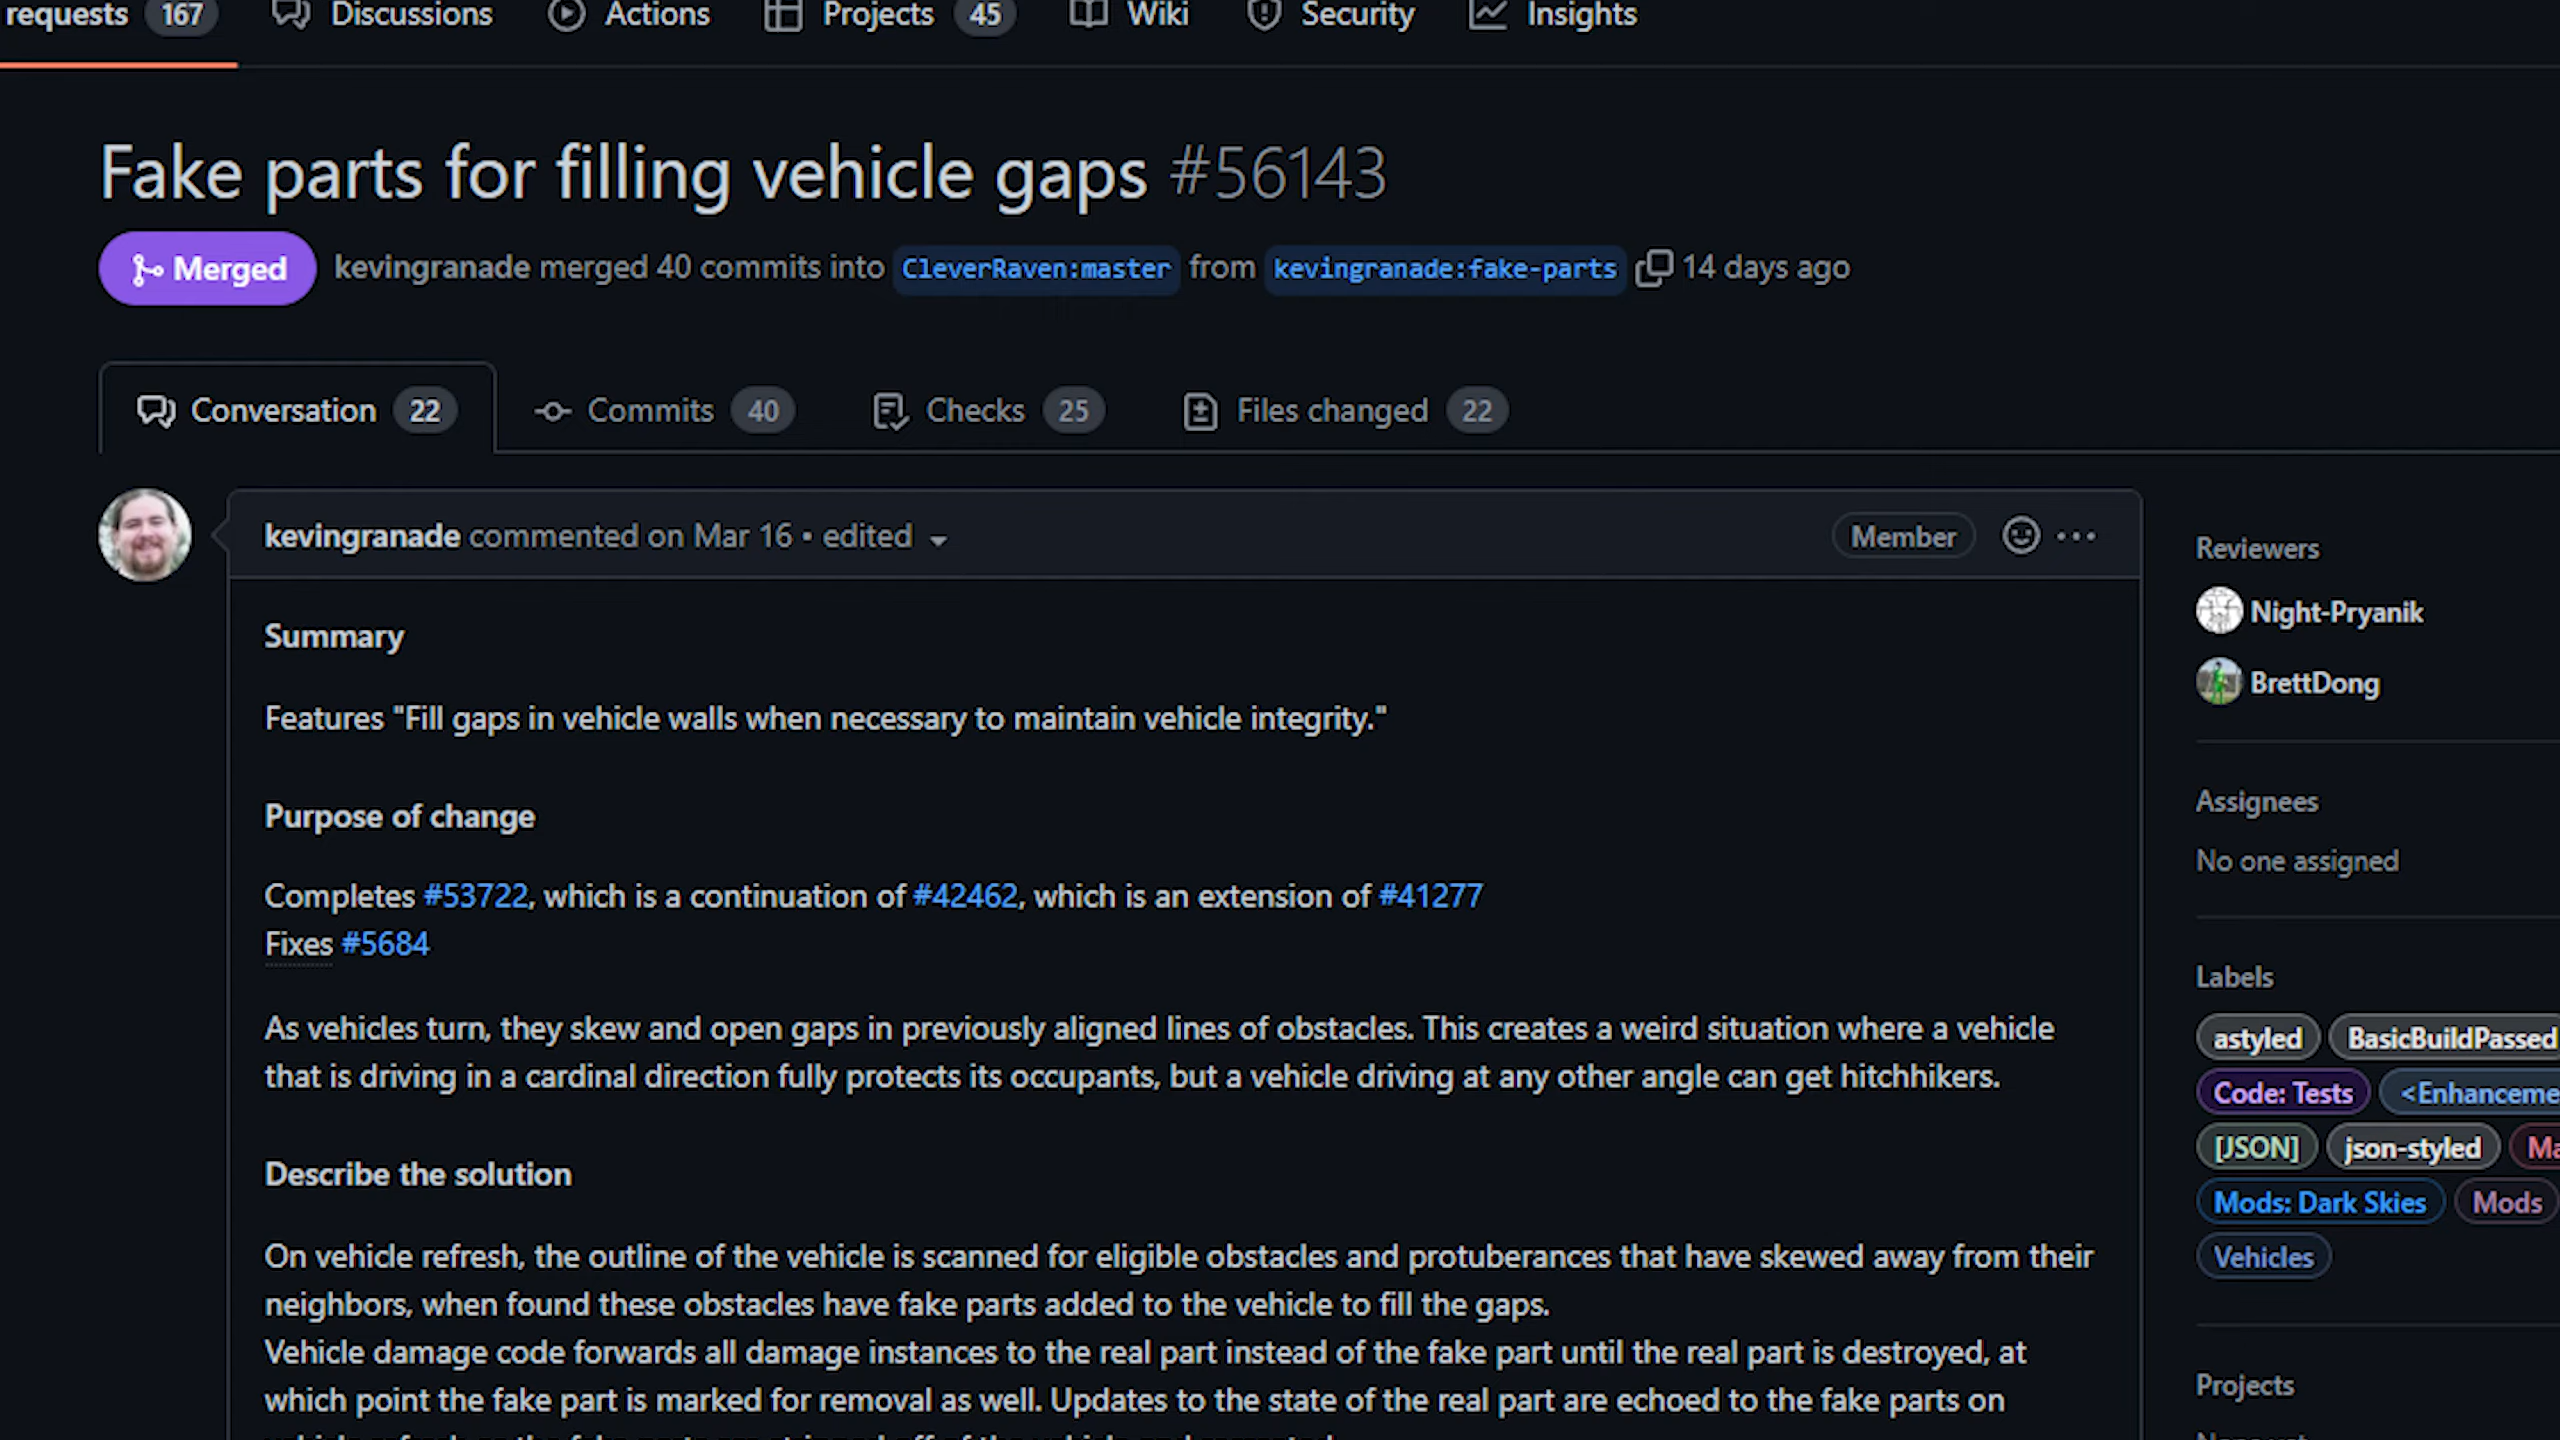 requests 167 Discussions Actions Projects 45 Wiki Security Insights
Fake parts for filling vehicle gaps #56143
Merged kevingranade merged 40 commits into CleverRaven:master from kevingranade:fake-parts 14 days ago
Conversation 22 Commits 40 Checks 25 Files changed 22
kevingranade commented on Mar 16 • edited
Member
Summary
Features "Fill gaps in vehicle walls when necessary to maintain vehicle integrity."
Purpose of change
Completes #53722, which is a continuation of #42462, which is an extension of #41277
Fixes #5684
As vehicles turn, they skew and open gaps in previously aligned lines of obstacles. This creates a weird situation where a vehicle
that is driving in a cardinal direction fully protects its occupants, but a vehicle driving at any other angle can get hitchhikers.
Describe the solution
On vehicle refresh, the outline of the vehicle is scanned for eligible obstacles and protuberances that have skewed away from their
neighbors, when found these obstacles have fake parts added to the vehicle to fill the gaps.
Vehicle damage code forwards all damage instances to the real part instead of the fake part until the real part is destroyed, at
which point the fake part is marked for removal as well. Updates to the state of the real part are echoed to the fake parts on
Reviewers
Night-Pryanik
BrettDong
Assignees
No one assigned
Labels
astyled BasicBuildPassed
Code: Tests <Enhanceme
[JSON] json-styled Ma
Mods: Dark Skies Mods
Vehicles
Projects